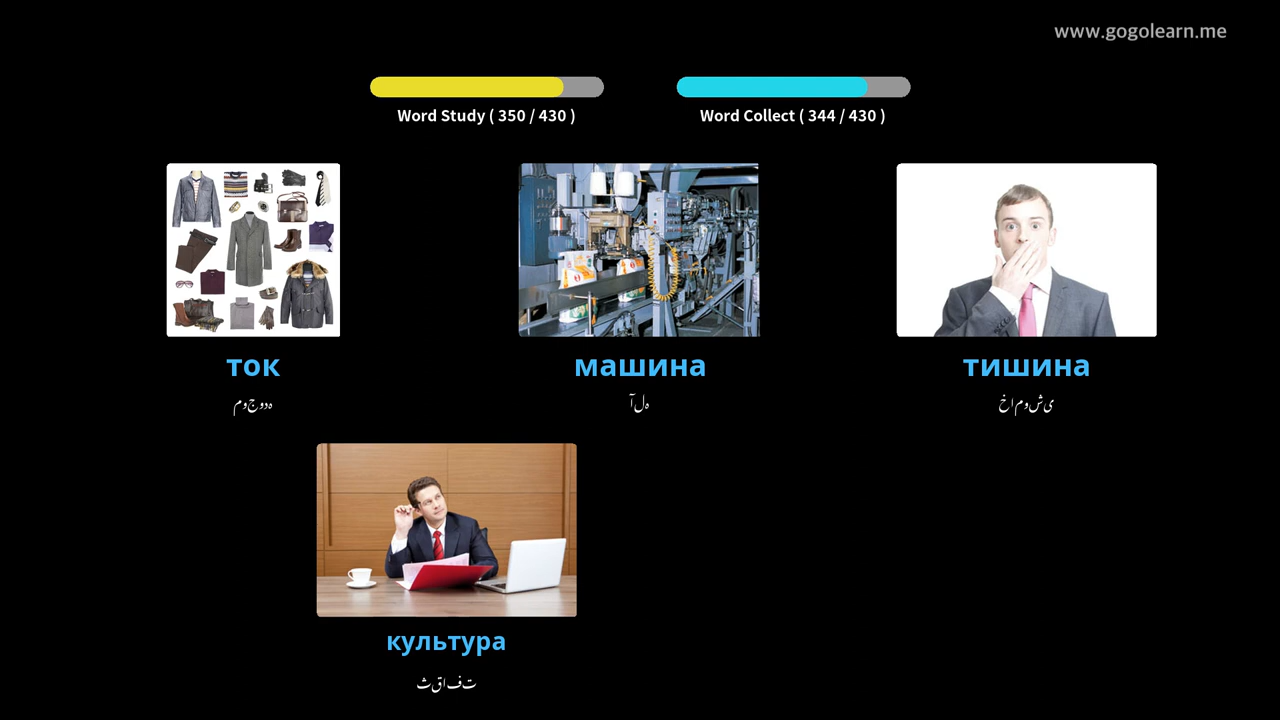 www.gogolearn.me
Word Study ( 350 / 430 )
Word Collect ( 344 / 430 )
ток
موجودہ
машина
آلہ
тишина
خاموشی
культура
ثقافت